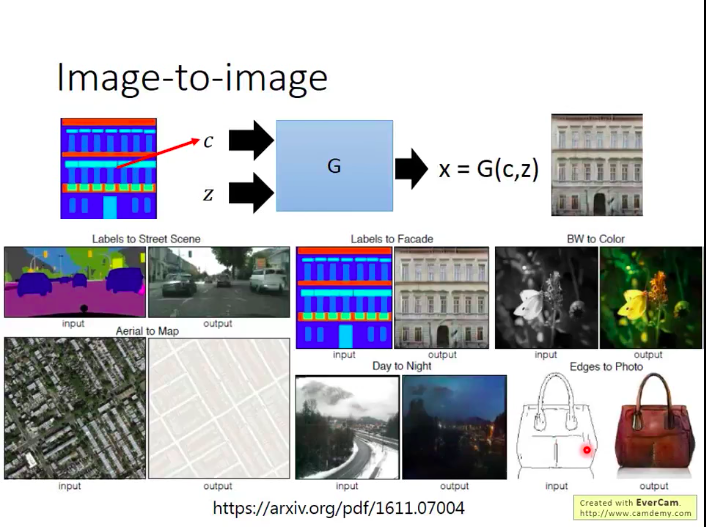 Image-to-image
c
G
x = G(c,z)
z
Labels to Street Scene
input
output
Labels to Facade
input
output
BW to Color
input
output
Aerial to Map
input
output
Day to Night
input
output
Edges to Photo
input
output
https://arxiv.org/pdf/1611.07004
Created with EverCam.
http://www.camdemy.com